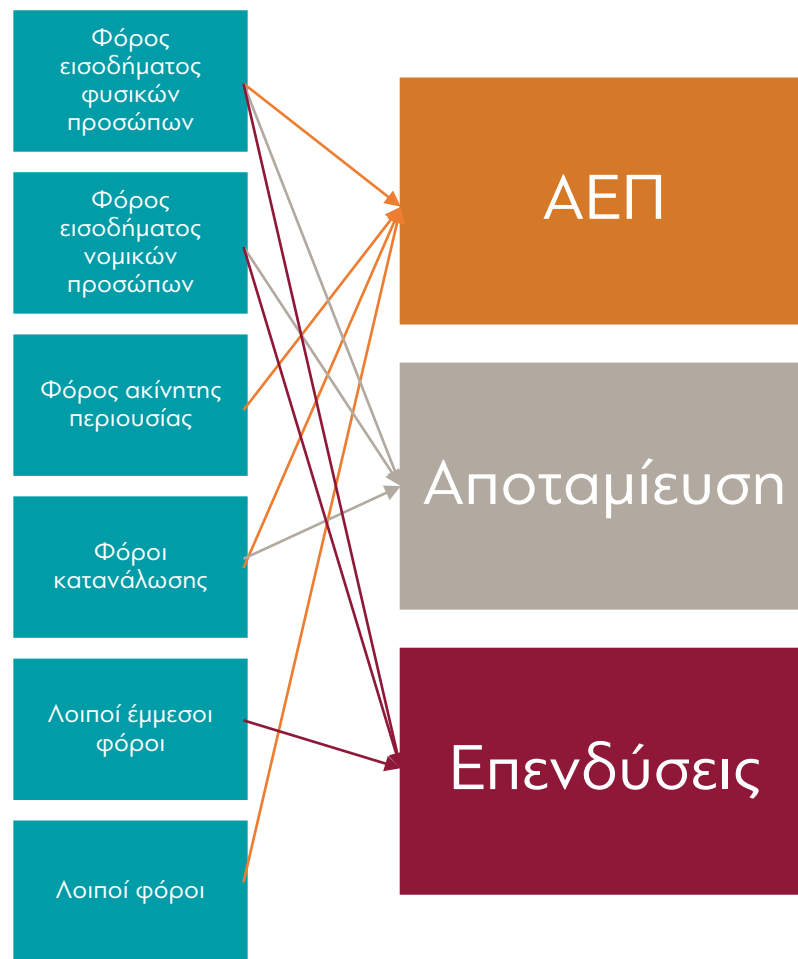 Φόρος
εισοδήματος
φυσικών
προσώπων
Φόρος
εισοδήματος
νομικών
προσώπων
Φόρος ακίνητης
περιουσίας
Φόροι
κατανάλωσης
Λοιποί έμμεσοι
φόροι
Λοιποί φόροι
ΑΕΠ
Αποταμίευση
Επενδύσεις